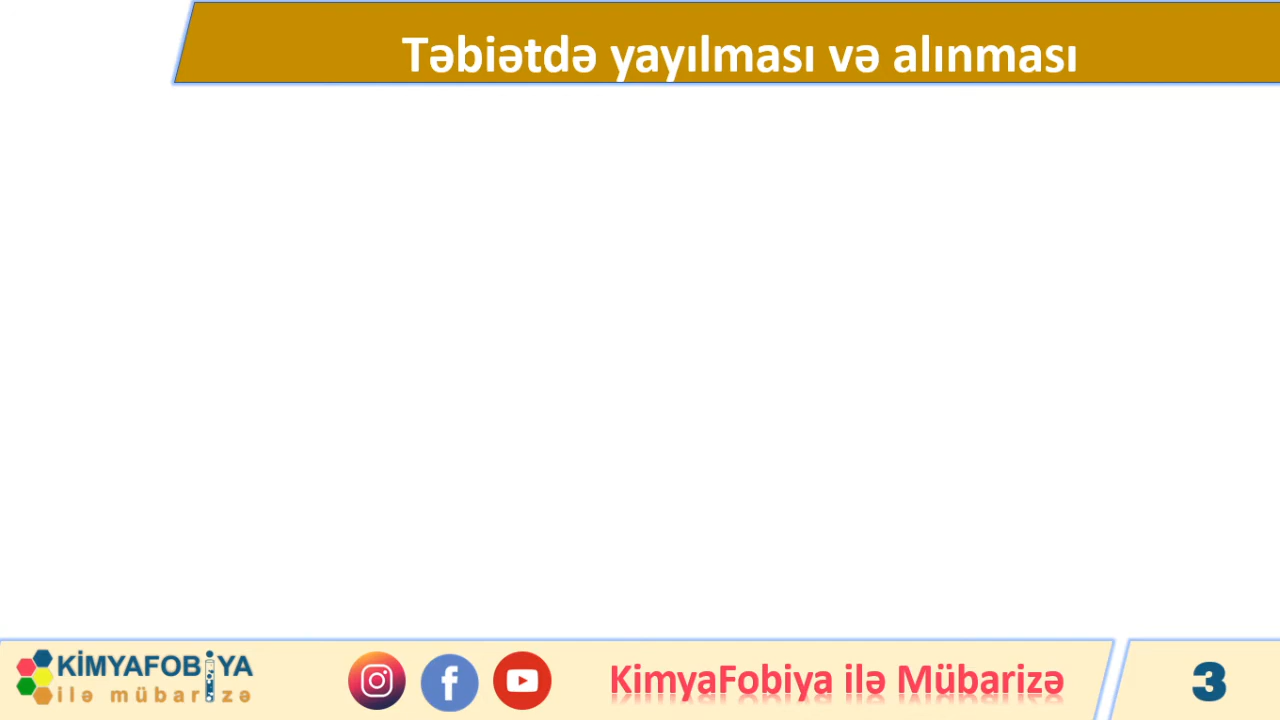 Təbiətdə yayılması və alınması
KİMYAFOBİYA
ilə mübarizə
KimyaFobiya ilə Mübarizə
3